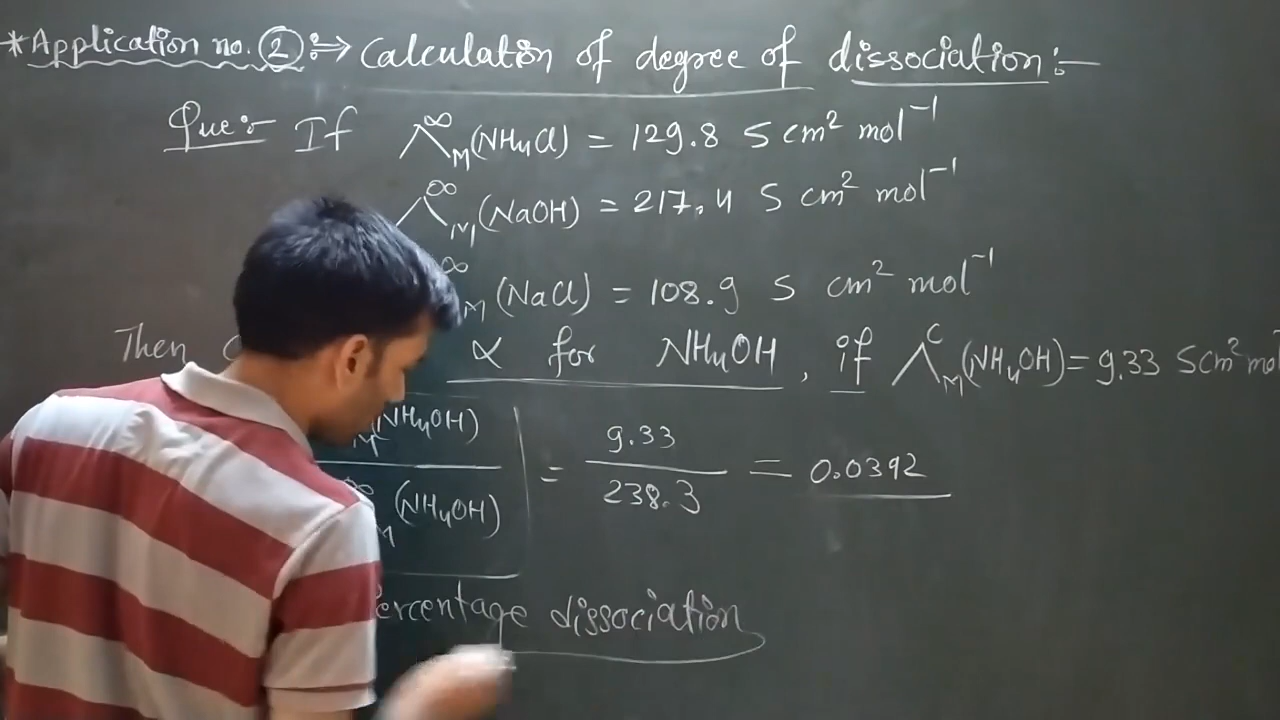 *Application no. ② :⇒ Calculation of degree of dissociation :-
Que:- If Λ∞M(NH4Cl) = 129.8 S cm² mol⁻¹
Λ∞M(NaOH) = 217.4 S cm² mol⁻¹
∞M(NaCl) = 108.9 S cm² mol⁻¹
Then α for NH4OH, if ΛcM(NH4OH) = 9.33 S cm² mol
M(NH4OH) / ∞M(NH4OH) = 9.33 / 238.3 = 0.0392
ercentage dissociation